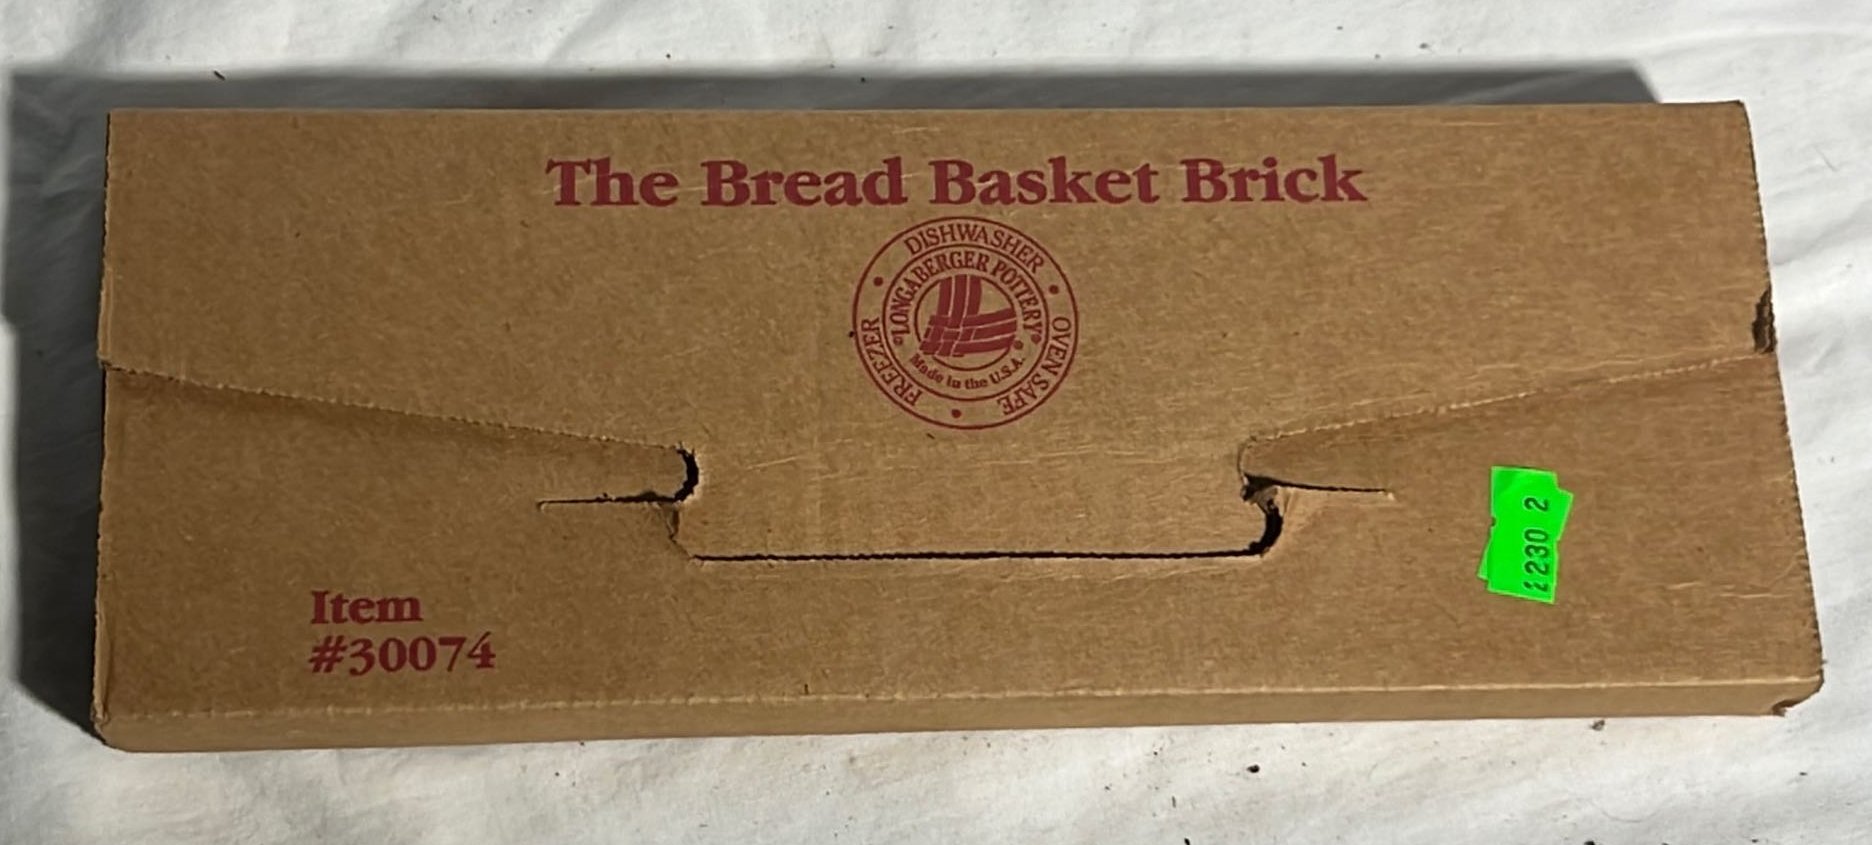 The Bread Basket Brick
DISHWASHER • OVEN SAFE • FREEZER •
LONGABERGER POTTERY®
Made in the U.S.A.
Item
#30074
230 2